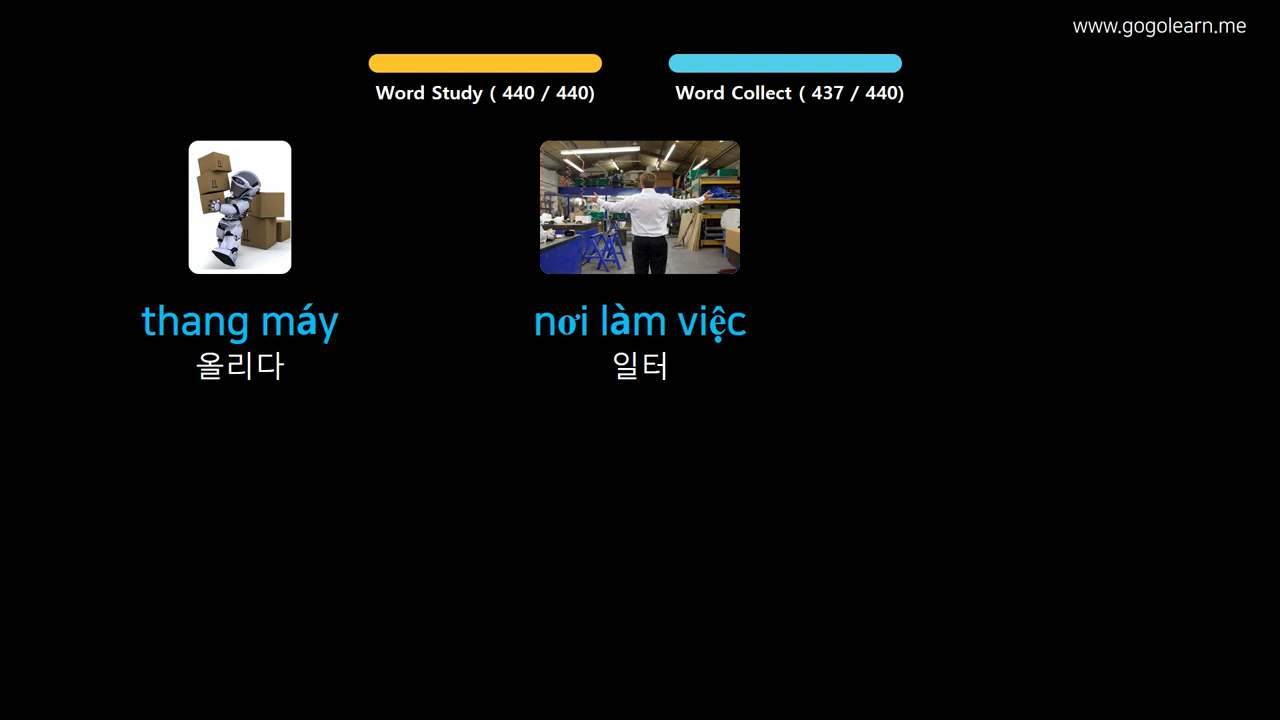 www.gogolearn.me
Word Study ( 440 / 440)
Word Collect ( 437 / 440)
thang máy
올리다
nơi làm việc
일터